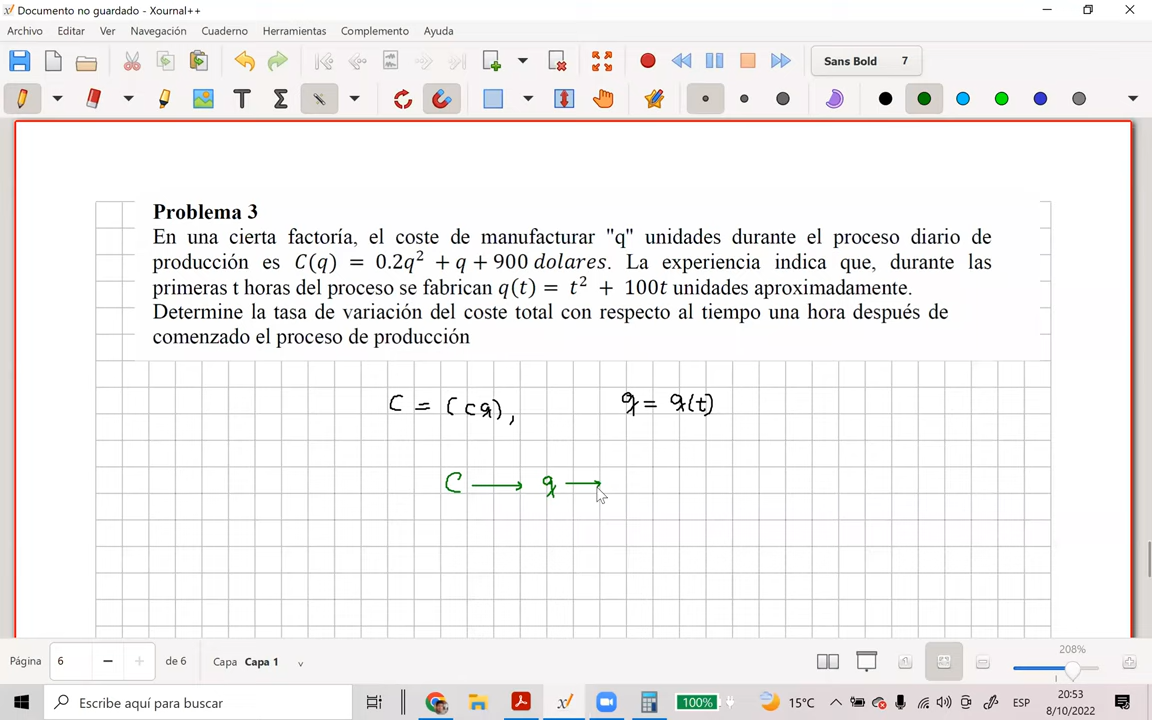 Documento no guardado - Xournal++
Archivo Editar Ver Navegación Cuaderno Herramientas Complemento Ayuda
Sans Bold 7
Problema 3
En una cierta factoría, el coste de manufacturar "q" unidades durante el proceso diario de
producción es C(q) = 0.2q² + q + 900 dolares. La experiencia indica que, durante las
primeras t horas del proceso se fabrican q(t) = t² + 100t unidades aproximadamente.
Determine la tasa de variación del coste total con respecto al tiempo una hora después de
comenzado el proceso de producción
C = C(q), q = q(t)
C → q →
Página 6 de 6 Capa Capa 1 208%
Escribe aquí para buscar 100% 15°C ESP 20:53
8/10/2022